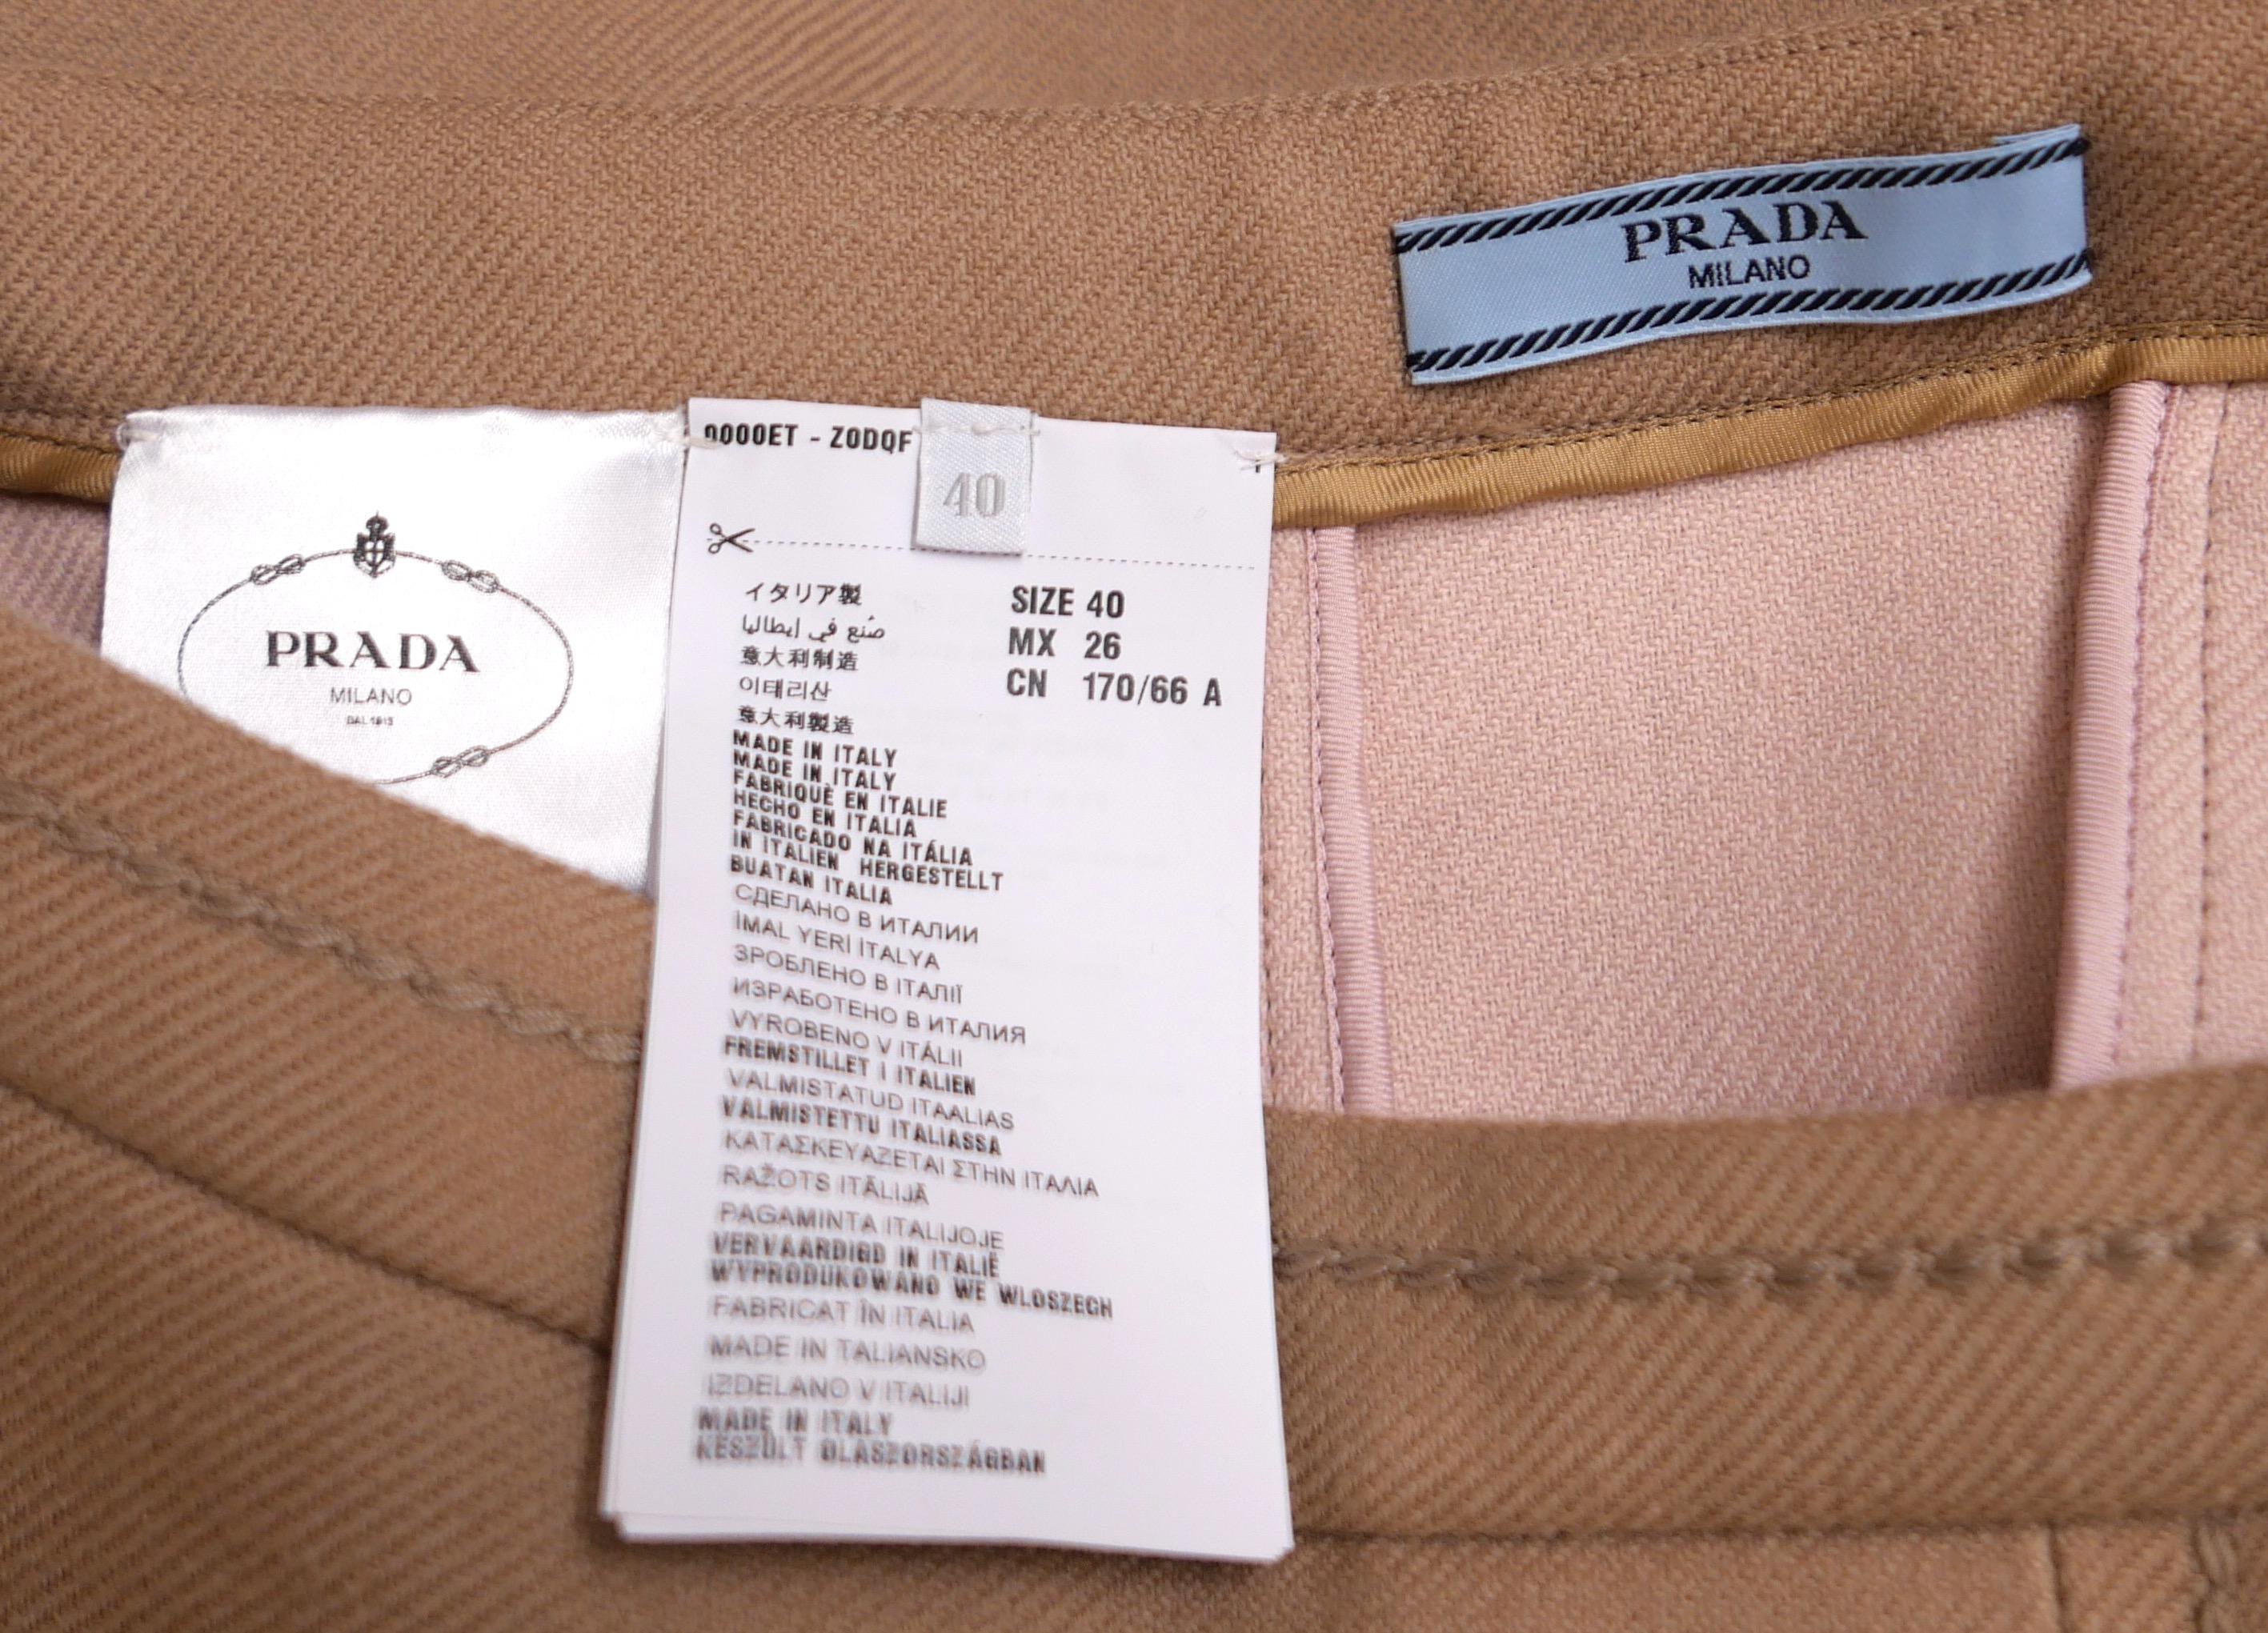 PRADA
MILANO
PRADA
MILANO
DAL 1913
0000ET - Z0DQF
40
イタリア製
صُنع في إيطاليا
意大利制造
이태리산
意大利製造
SIZE 40
MX 26
CN 170/66 A
MADE IN ITALY
MADE IN ITALY
FABRIQUÉ EN ITALIE
HECHO EN ITALIA
FABRICADO NA ITÁLIA
IN ITALIEN HERGESTELLT
BUATAN ITALIA
СДЕЛАНО В ИТАЛИИ
İMAL YERİ İTALYA
ЗРОБЛЕНО В ІТАЛІЇ
ИЗРАБОТЕНО В ИТАЛИЯ
VYROBENO V ITÁLII
FREMSTILLET I ITALIEN
VALMISTATUD ITAALIAS
VALMISTETTU ITALIASSA
ΚΑΤΑΣΚΕΥΑΖΕΤΑΙ ΣΤΗΝ ΙΤΑΛΙΑ
RAŽOTS ITĀLIJĀ
PAGAMINTA ITALIJOJE
VERVAARDIGD IN ITALIË
WYPRODUKOWANO WE WLOSZECH
FABRICAT ÎN ITALIA
MADE IN TALIANSKO
IZDELANO V ITALIJI
MADE IN ITALY
KÉSZÜLT OLASZORSZÁGBAN